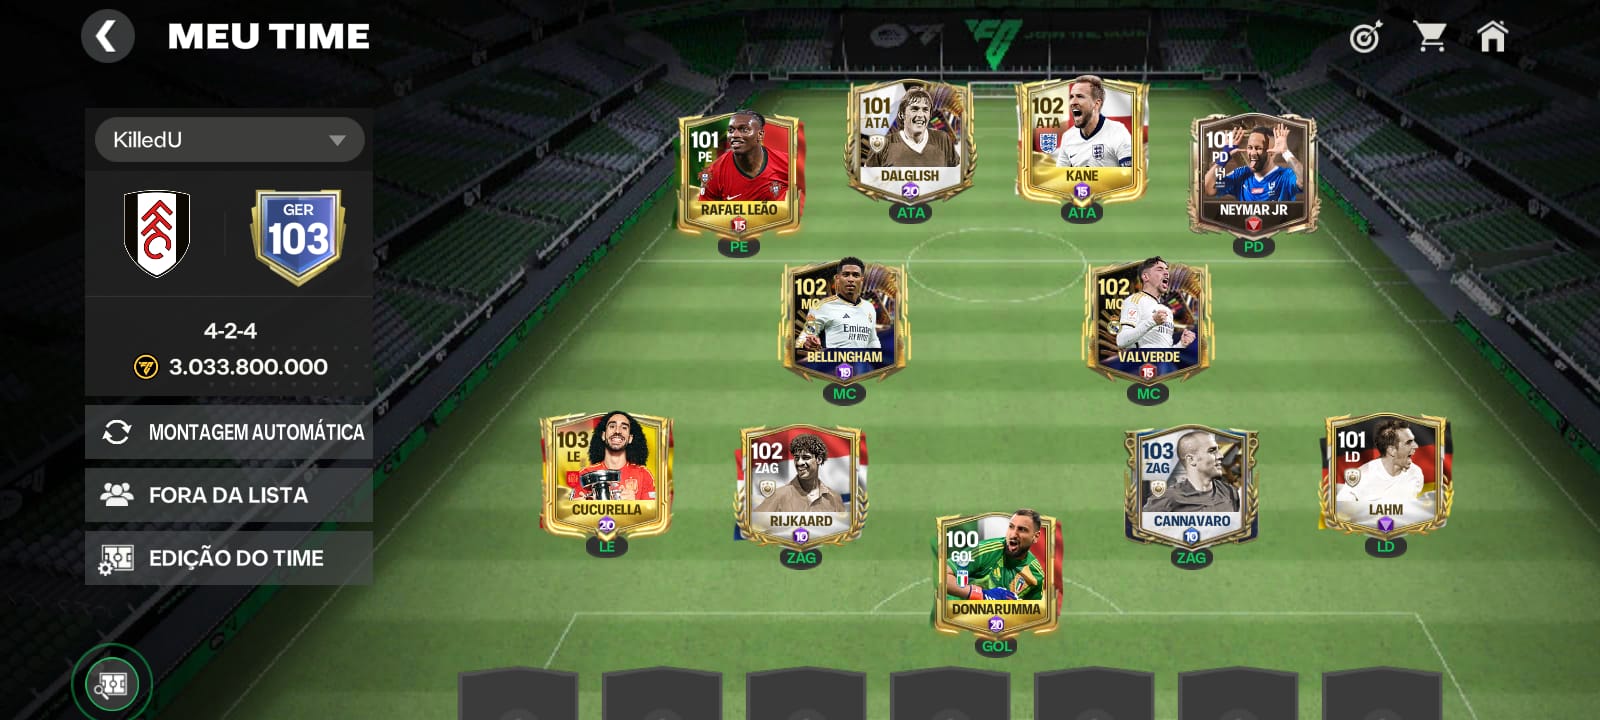 MEU TIME
KilledU
GER
103
4-2-4
3.033.800.000
MONTAGEM AUTOMÁTICA
FORA DA LISTA
EDIÇÃO DO TIME
101
PE
RAFAEL LEÃO
15
PE
101
ATA
DALGLISH
20
ATA
102
ATA
KANE
15
ATA
101
PD
NEYMAR JR
PD
102
MC
BELLINGHAM
19
MC
102
MC
VALVERDE
15
MC
103
LE
CUCURELLA
20
LE
102
ZAG
RIJKAARD
10
ZAG
103
ZAG
CANNAVARO
10
ZAG
101
LD
LAHM
LD
100
GOL
DONNARUMMA
20
GOL